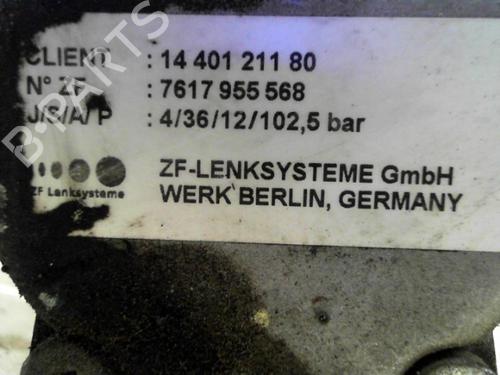 CLIENT : 14 401 211 80
N° ZF : 7617 955 568
J/S/A/ P : 4/36/12/102,5 bar
ZF-LENKSYSTEME GmbH
WERK BERLIN, GERMANY
ZF Lenksysteme
B-PARTS